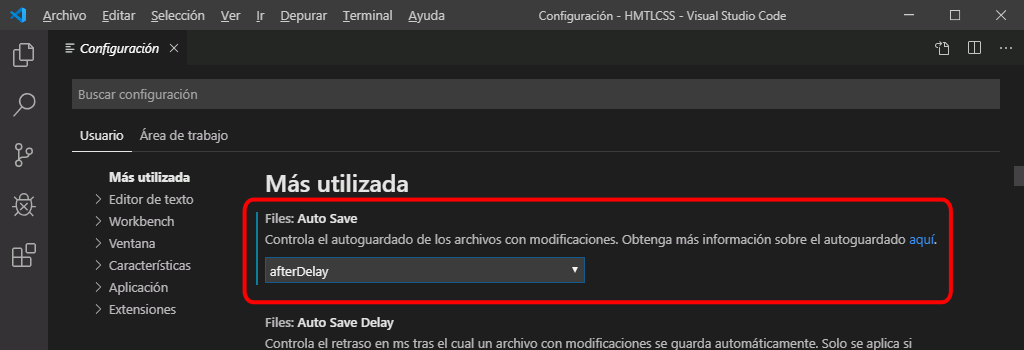 Archivo Editar Selección Ver Ir Depurar Terminal Ayuda Configuración - HMTLCSS - Visual Studio Code
Configuración
Buscar configuración
Usuario Área de trabajo
Más utilizada
Editor de texto
Workbench
Ventana
Características
Aplicación
Extensiones
Más utilizada
Files: Auto Save
Controla el autoguardado de los archivos con modificaciones. Obtenga más información sobre el autoguardado aquí.
afterDelay
Files: Auto Save Delay
Controla el retraso en ms tras el cual un archivo con modificaciones se guarda automáticamente. Solo se aplica si